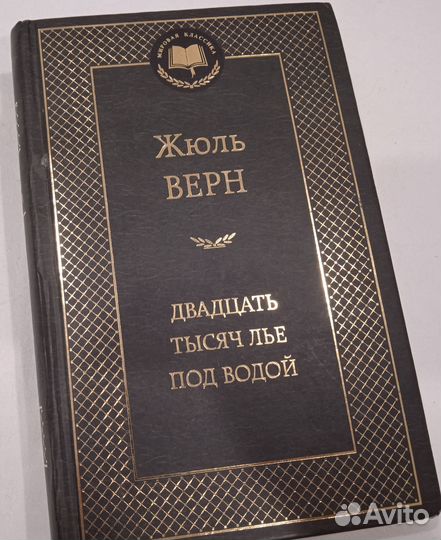 МИРОВАЯ КЛАССИКА
Жюль
ВЕРН
ДВАДЦАТЬ
ТЫСЯЧ ЛЬЕ
ПОД ВОДОЙ
Avito